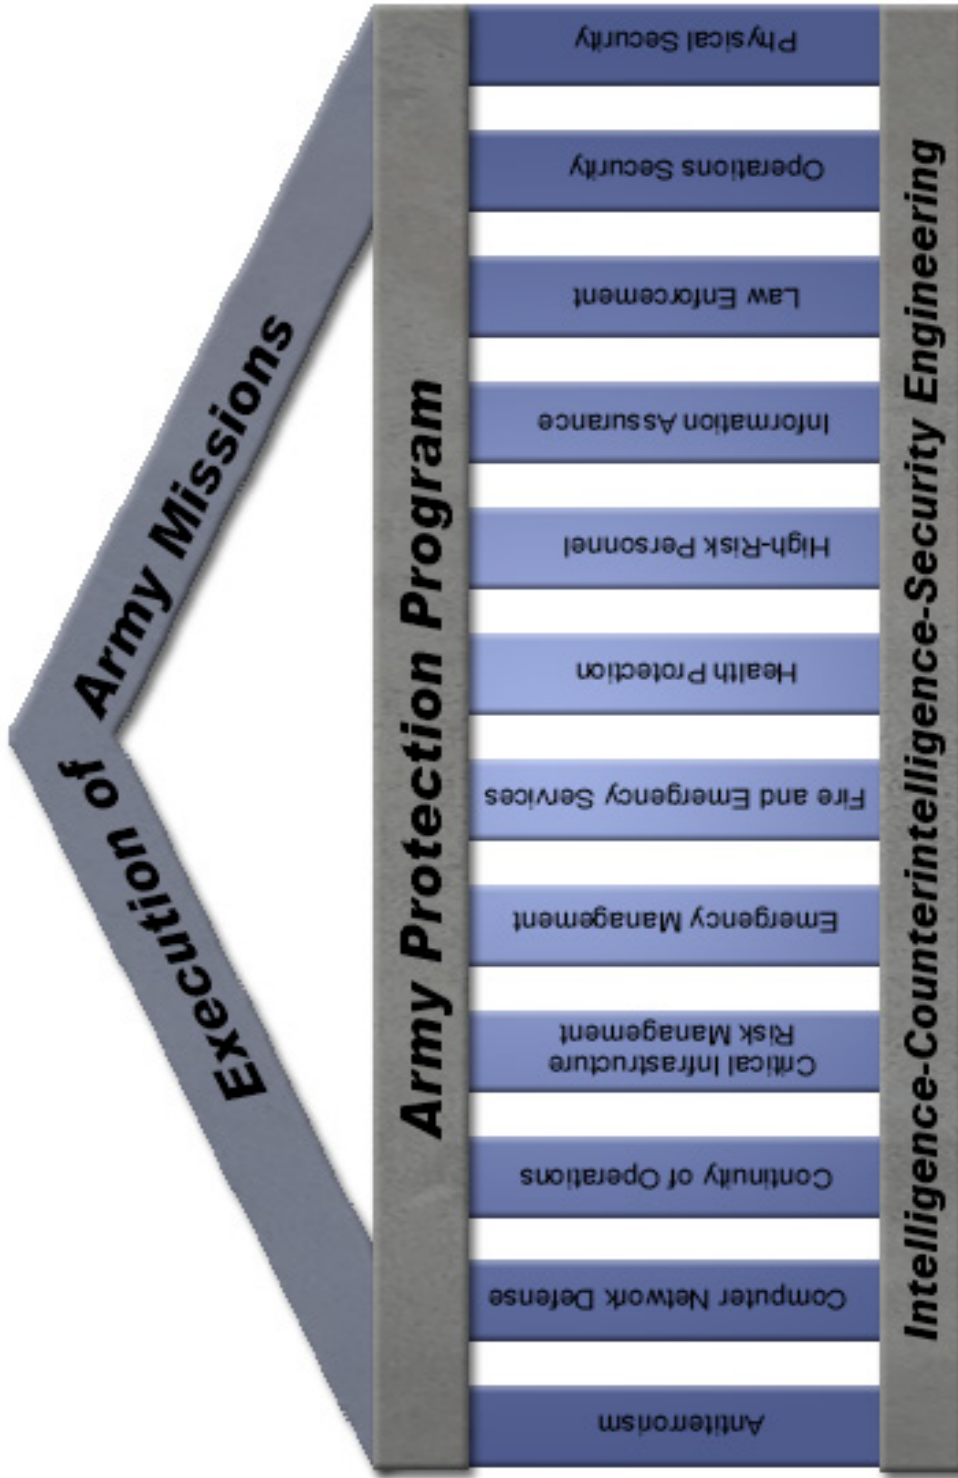 Execution of Army Missions
Army Protection Program
Antiterrorism
Computer Network Defense
Continuity of Operations
Critical Infrastructure
Risk Management
Emergency Management
Fire and Emergency Services
Health Protection
High-Risk Personnel
Information Assurance
Law Enforcement
Operations Security
Physical Security
Intelligence-Counterintelligence-Security Engineering